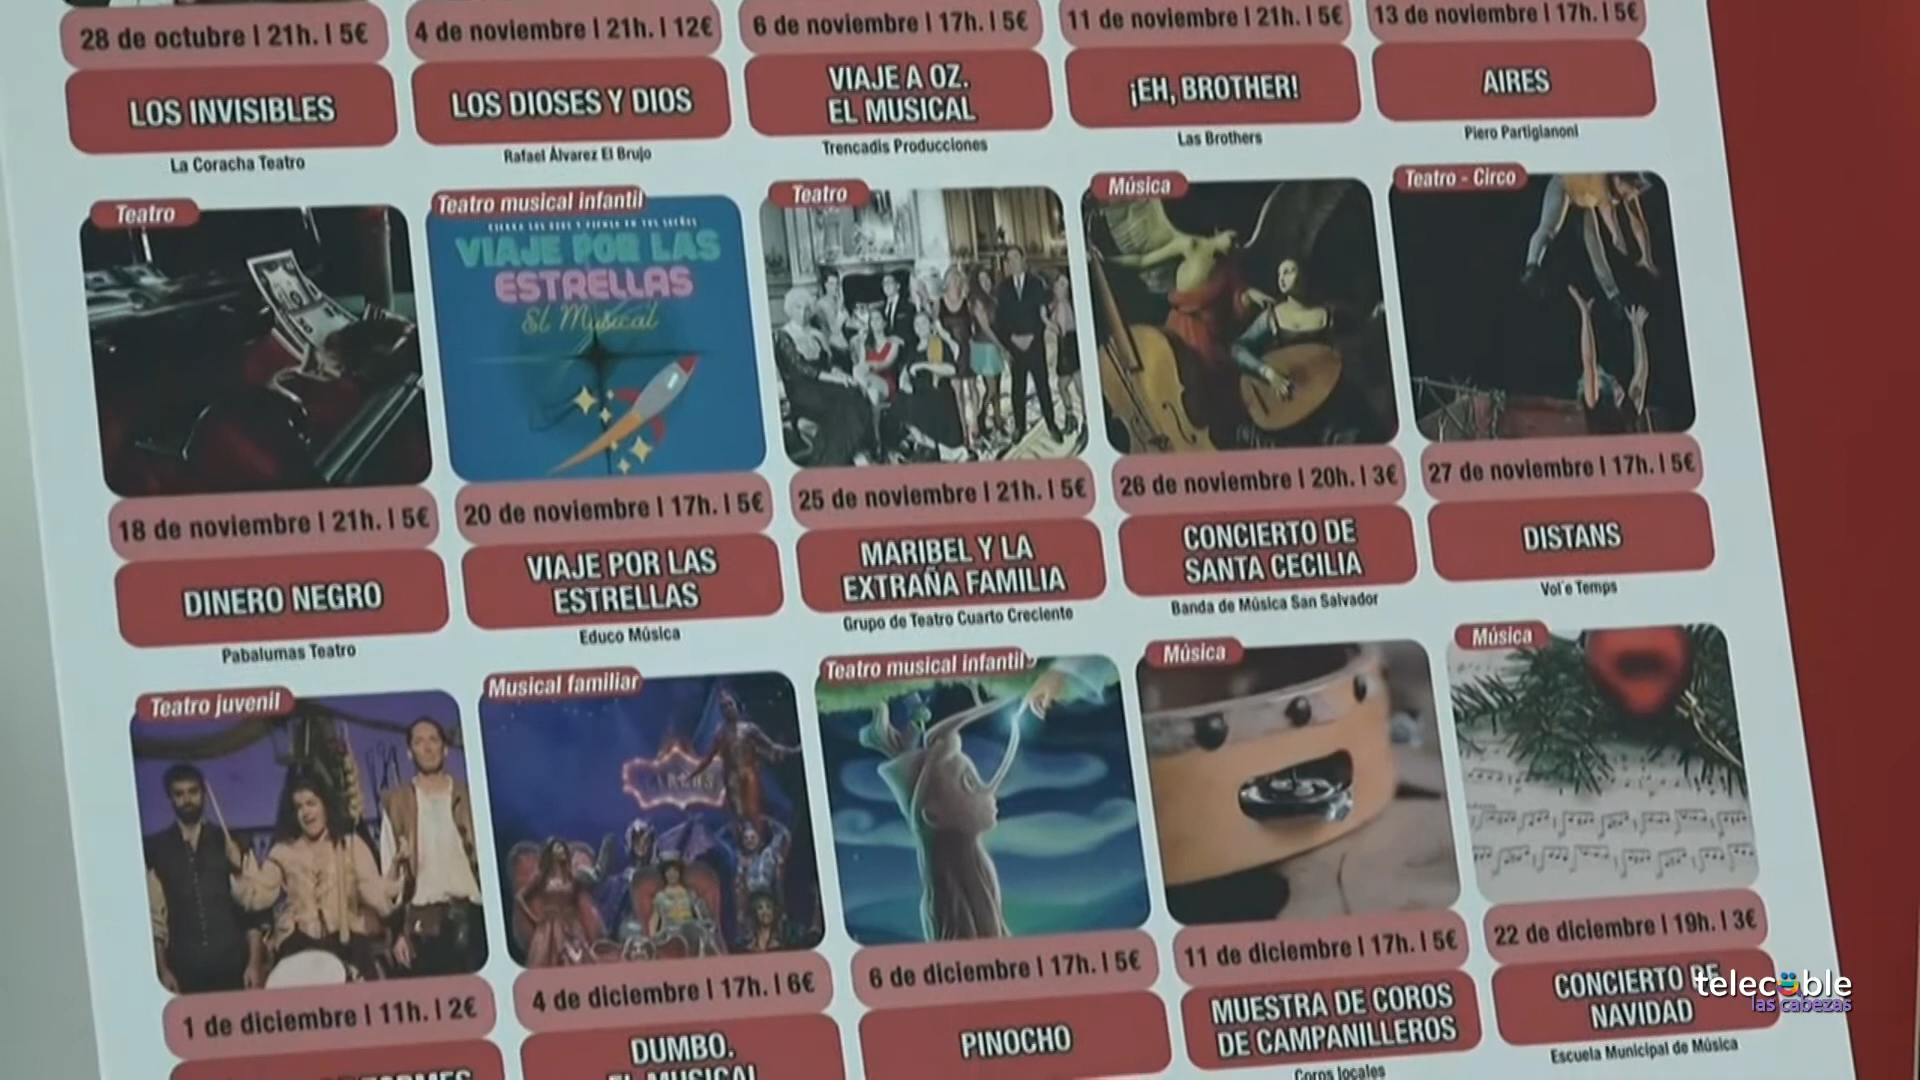 28 de octubre | 21h. | 5€
LOS INVISIBLES
La Coracha Teatro
4 de noviembre | 21h. | 12€
LOS DIOSES Y DIOS
Rafael Álvarez El Brujo
6 de noviembre | 17h. | 5€
VIAJE A OZ.
EL MUSICAL
Trencadis Producciones
11 de noviembre | 21h. | 5€
¡EH, BROTHER!
Las Brothers
13 de noviembre | 17h. | 5€
AIRES
Piero Partigianoni
Teatro
18 de noviembre | 21h. | 5€
DINERO NEGRO
Pabalumas Teatro
Teatro musical infantil
VIAJE POR LAS
ESTRELLAS
El Musical
20 de noviembre | 17h. | 5€
VIAJE POR LAS
ESTRELLAS
Educo Música
Teatro
25 de noviembre | 21h. | 5€
MARIBEL Y LA
EXTRAÑA FAMILIA
Grupo de Teatro Cuarto Creciente
Música
26 de noviembre | 20h. | 3€
CONCIERTO DE
SANTA CECILIA
Banda de Música San Salvador
Teatro - Circo
27 de noviembre | 17h. | 5€
DISTANS
Vol´e Temps
Teatro juvenil
1 de diciembre | 11h. | 2€
Musical familiar
4 de diciembre | 17h. | 6€
DUMBO.
EL MUSICAL
Teatro musical infantil
6 de diciembre | 17h. | 5€
PINOCHO
Música
11 de diciembre | 17h. | 5€
MUESTRA DE COROS
DE CAMPANILLEROS
Coros locales
Música
22 de diciembre | 19h. | 3€
CONCIERTO DE
NAVIDAD
Escuela Municipal de Música
telecable
las cabezas